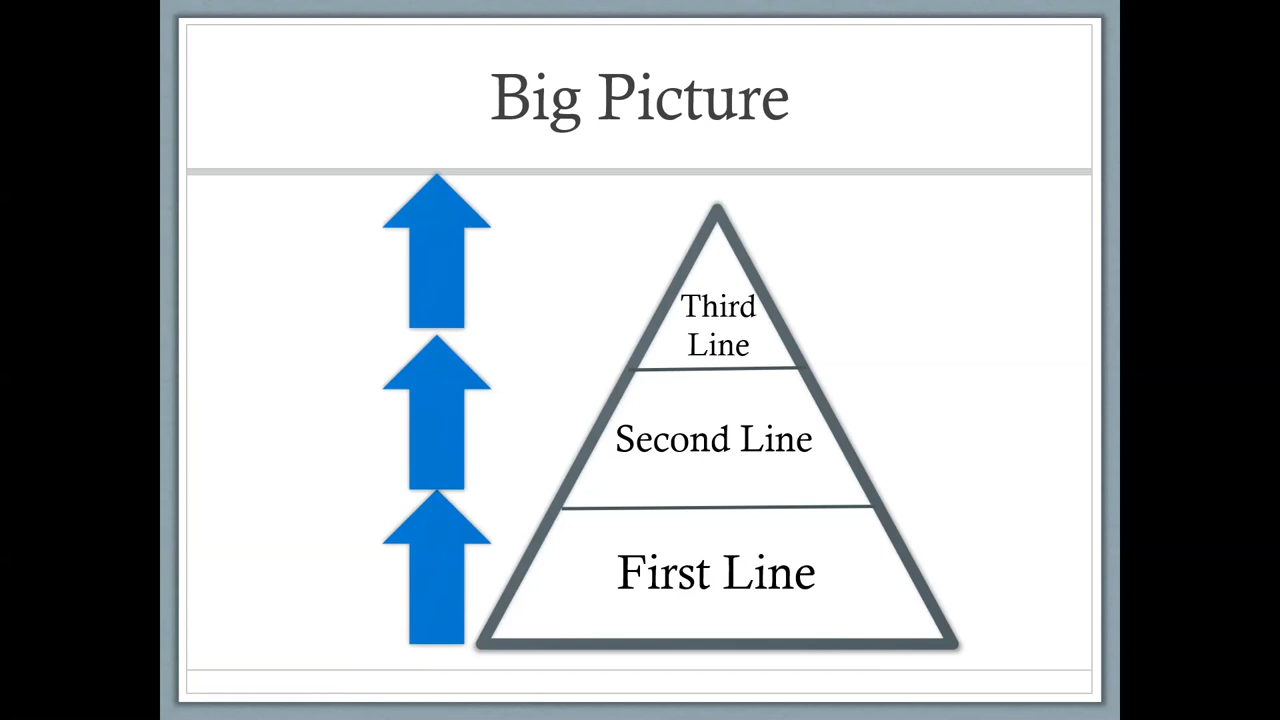 Big Picture
Third
Line
Second Line
First Line